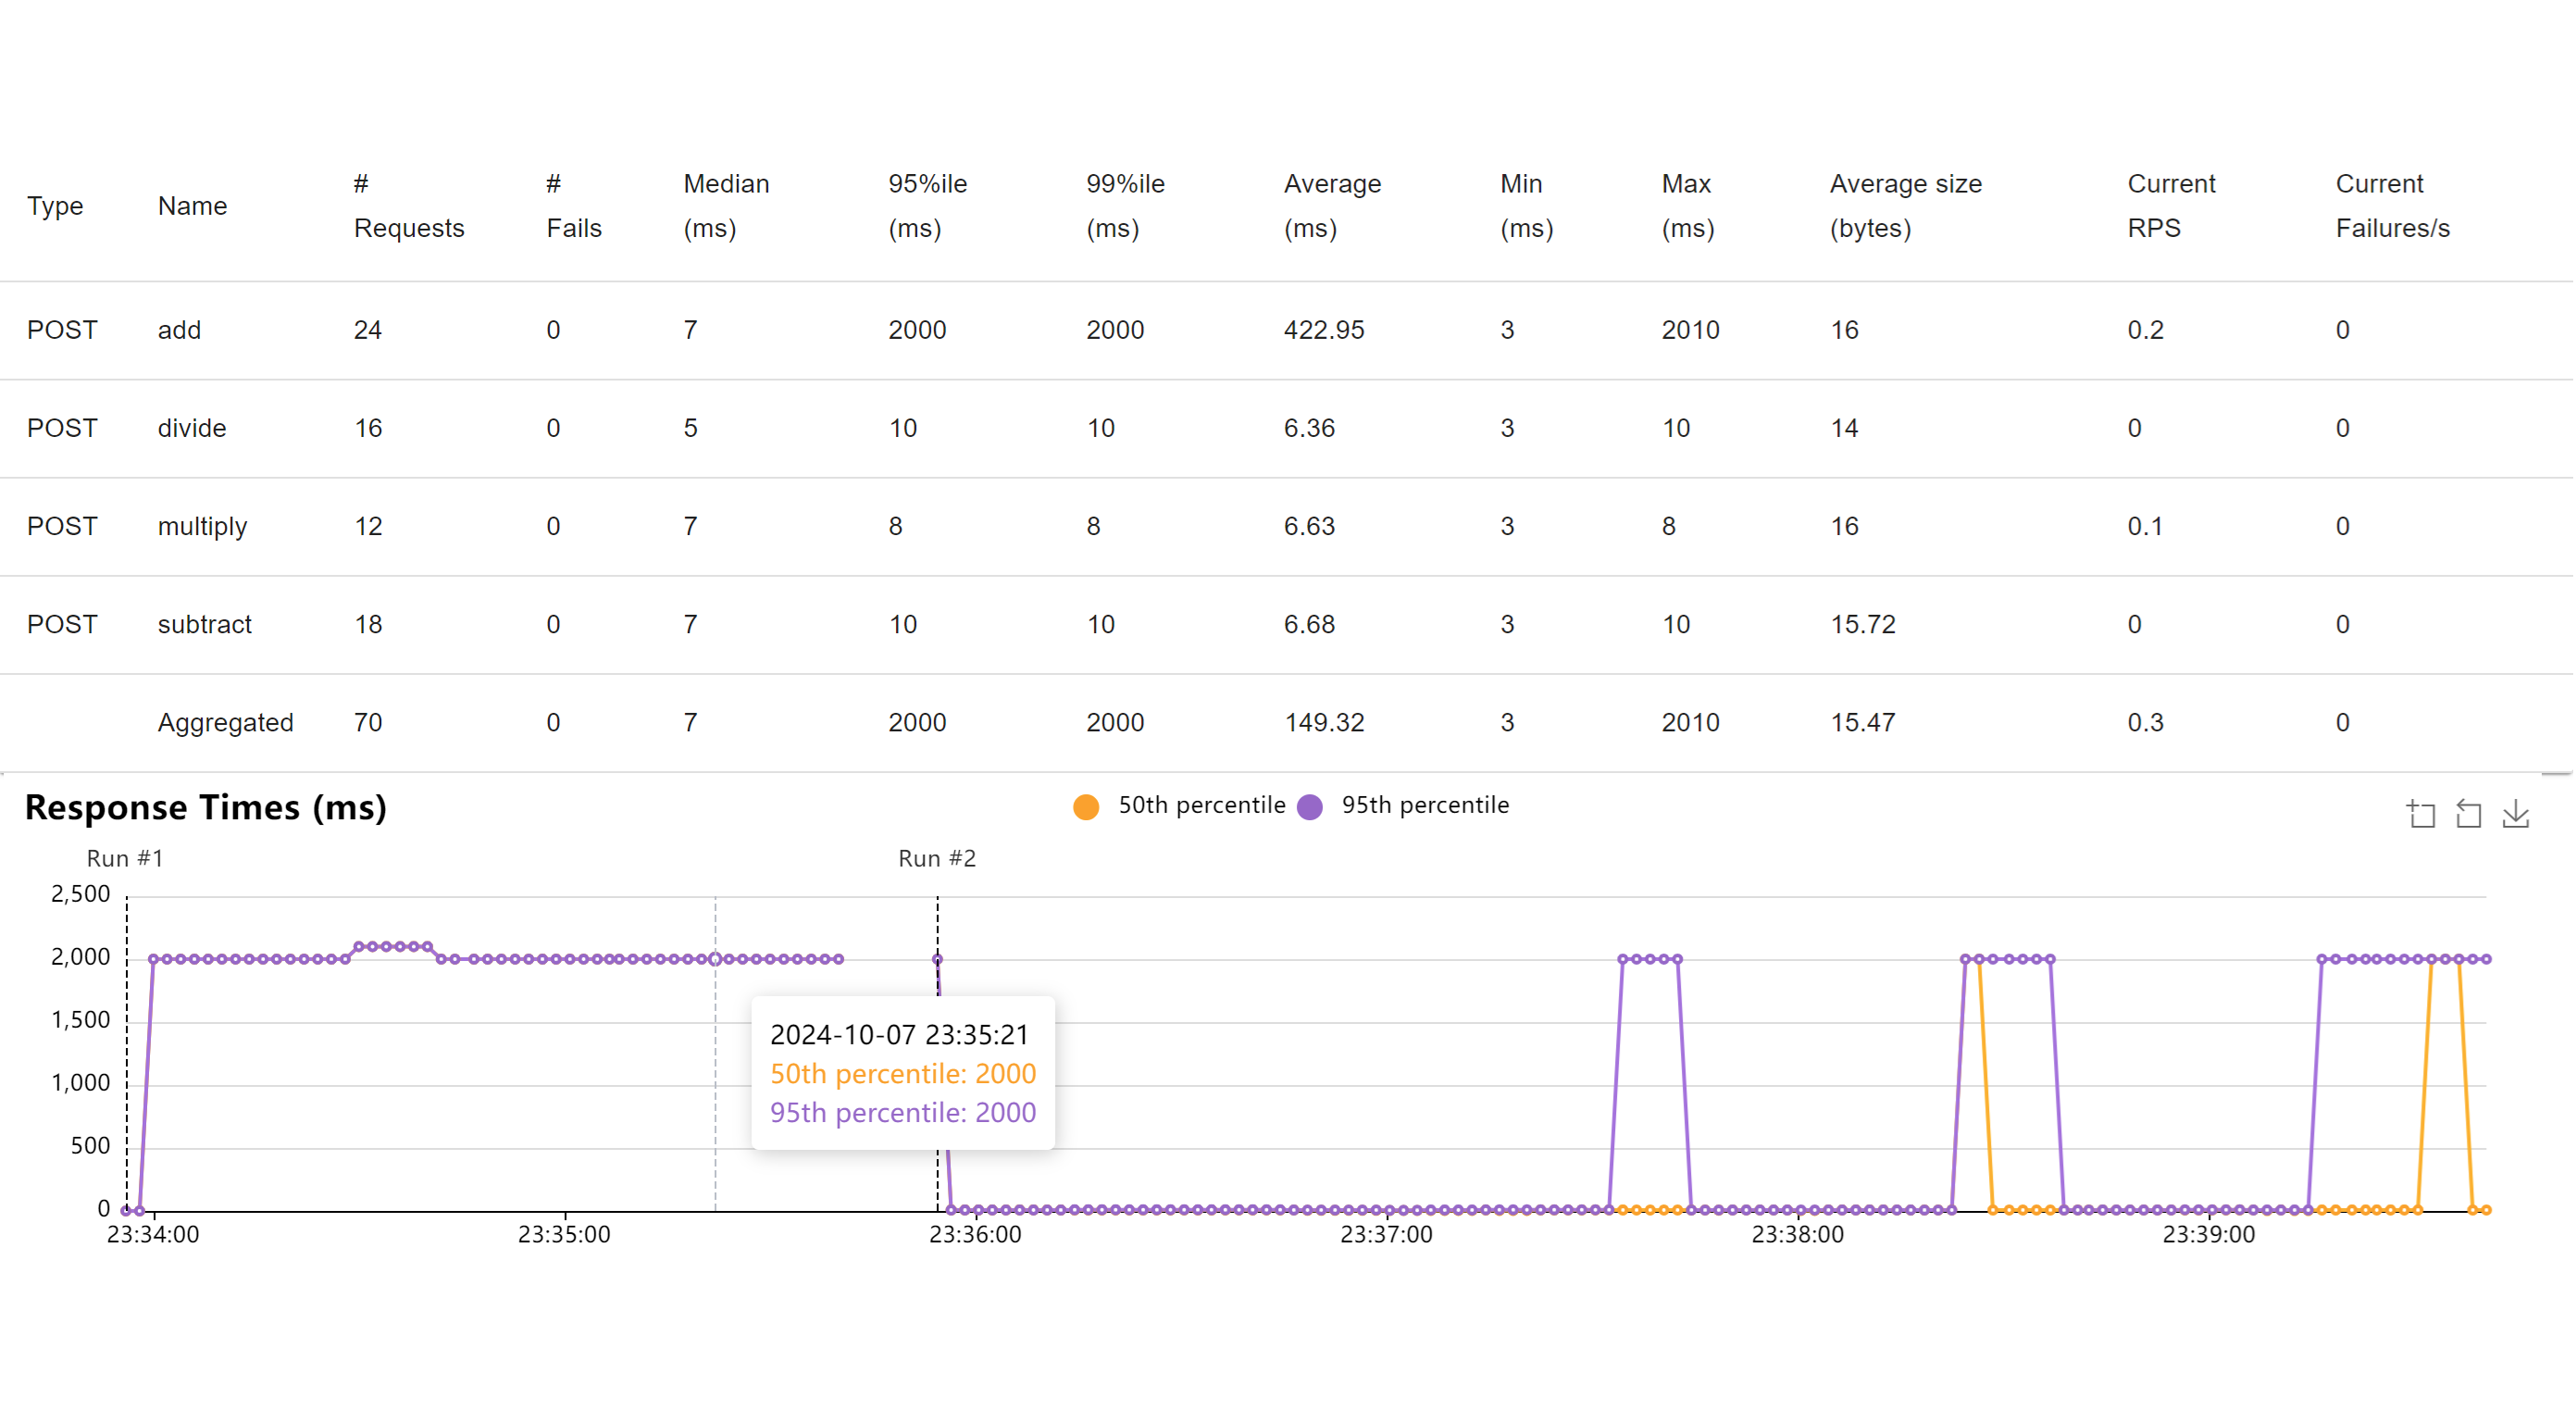 Type Name # Requests # Fails Median (ms) 95%ile (ms) 99%ile (ms) Average (ms) Min (ms) Max (ms) Average size (bytes) Current RPS Current Failures/s
POST add 24 0 7 2000 2000 422.95 3 2010 16 0.2 0
POST divide 16 0 5 10 10 6.36 3 10 14 0 0
POST multiply 12 0 7 8 8 6.63 3 8 16 0.1 0
POST subtract 18 0 7 10 10 6.68 3 10 15.72 0 0
Aggregated 70 0 7 2000 2000 149.32 3 2010 15.47 0.3 0
Response Times (ms)
50th percentile 95th percentile
Run #1 Run #2
2,500
2,000
1,500
1,000
500
0
2024-10-07 23:35:21
50th percentile: 2000
95th percentile: 2000
23:34:00 23:35:00 23:36:00 23:37:00 23:38:00 23:39:00